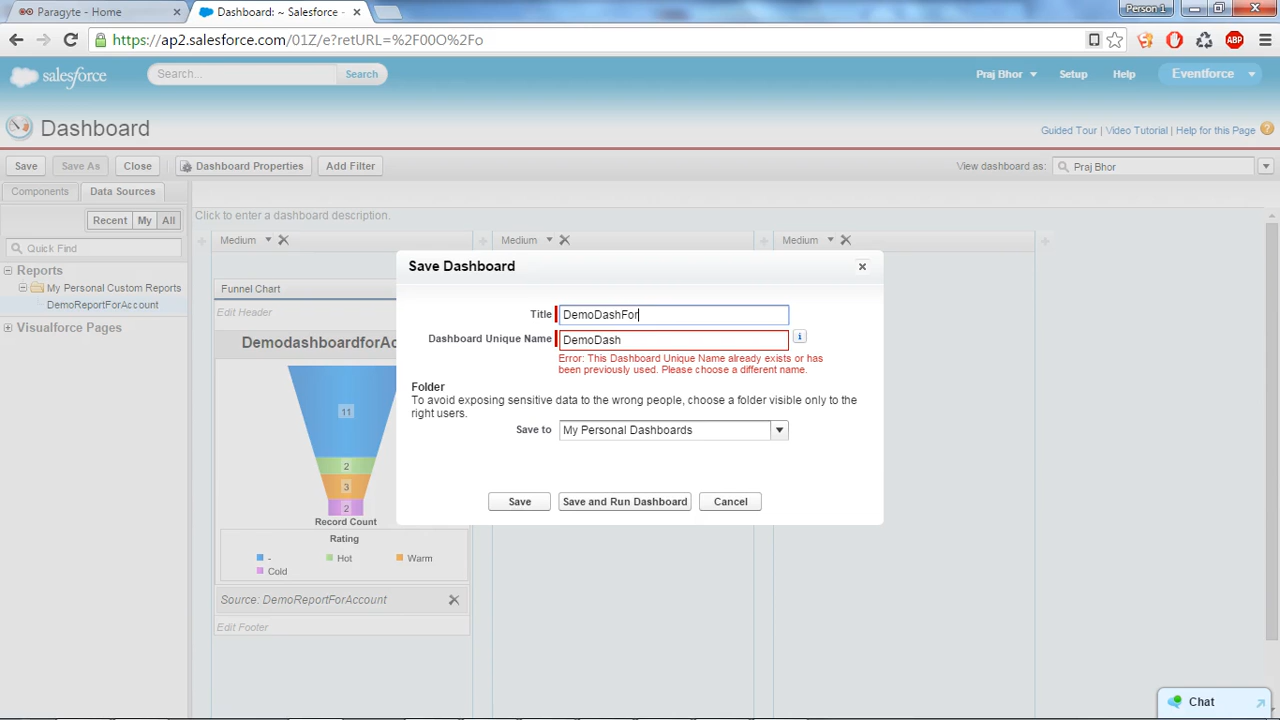 Paragyte - Home
Dashboard: ~ Salesforce -
Person 1
https://ap2.salesforce.com/01Z/e?retURL=%2F00O%2Fo
ABP
salesforce
Search...
Search
Praj Bhor
Setup
Help
Eventforce
Dashboard
Guided Tour | Video Tutorial | Help for this Page
Save
Save As
Close
Dashboard Properties
Add Filter
View dashboard as:
Praj Bhor
Components
Data Sources
Click to enter a dashboard description.
Recent
My
All
Quick Find
Medium
Medium
Medium
Reports
My Personal Custom Reports
DemoReportForAccount
Visualforce Pages
Funnel Chart
Edit Header
DemodashboardforA
11
2
3
2
Record Count
Rating
-
Hot
Warm
Cold
Source: DemoReportForAccount
Edit Footer
Save Dashboard
Title
DemoDashFor
Dashboard Unique Name
DemoDash
i
Error: This Dashboard Unique Name already exists or has
been previously used. Please choose a different name.
Folder
To avoid exposing sensitive data to the wrong people, choose a folder visible only to the
right users.
Save to
My Personal Dashboards
Save
Save and Run Dashboard
Cancel
Chat